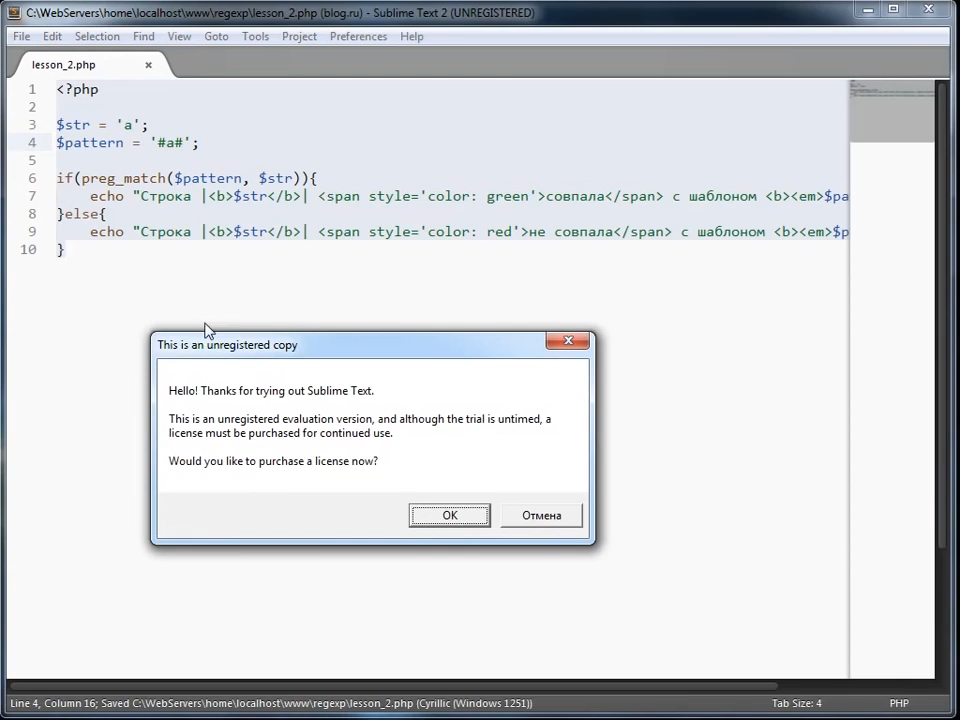 C:\WebServers\home\localhost\www\regexp\lesson_2.php (blog.ru) - Sublime Text 2 (UNREGISTERED)
File Edit Selection Find View Goto Tools Project Preferences Help
lesson_2.php
1 <?php
2
3 $str = 'a';
4 $pattern = '#a#';
5
6 if(preg_match($pattern, $str)){
7 echo "Строка |<b>$str</b>| <span style='color: green'>совпала</span> с шаблоном <b><em>$pa
8 }else{
9 echo "Строка |<b>$str</b>| <span style='color: red'>не совпала</span> с шаблоном <b><em>$p
10 }
This is an unregistered copy
Hello! Thanks for trying out Sublime Text.
This is an unregistered evaluation version, and although the trial is untimed, a
license must be purchased for continued use.
Would you like to purchase a license now?
OK Отмена
Line 4, Column 16; Saved C:\WebServers\home\localhost\www\regexp\lesson_2.php (Cyrillic (Windows 1251)) Tab Size: 4 PHP